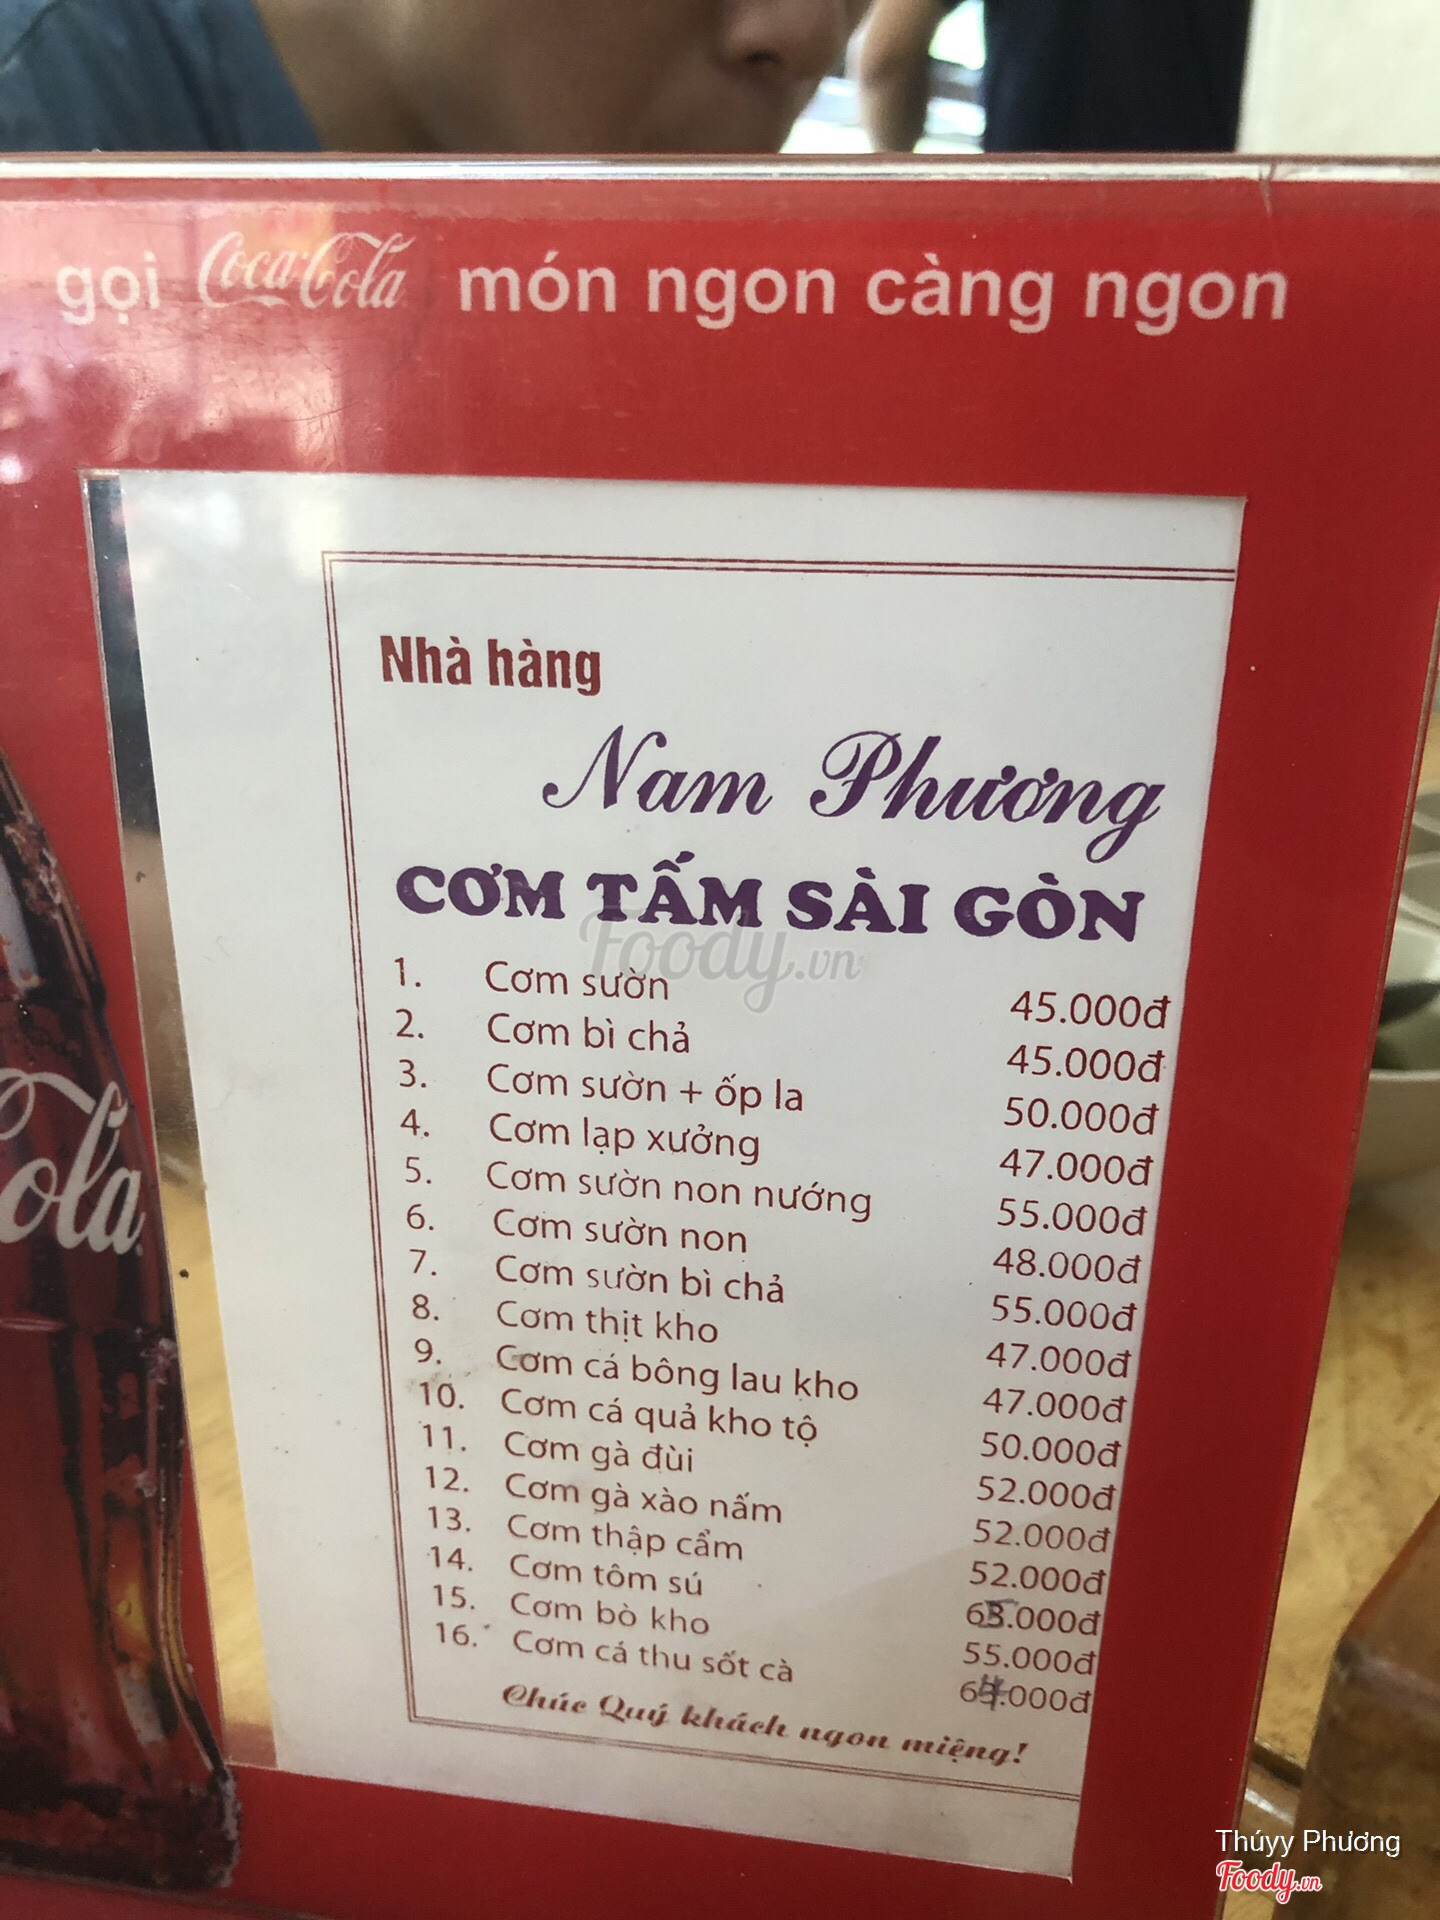 gọi Coca-Cola món ngon càng ngon
Nhà hàng
Nam Phương
CƠM TẤM SÀI GÒN
Foody.vn
1. Cơm sườn 45.000đ
2. Cơm bì chả 45.000đ
3. Cơm sườn + ốp la 50.000đ
4. Cơm lạp xưởng 47.000đ
5. Cơm sườn non nướng 55.000đ
6. Cơm sườn non 48.000đ
7. Cơm sườn bì chả 55.000đ
8. Cơm thịt kho 47.000đ
9. Cơm cá bông lau kho 47.000đ
10. Cơm cá quả kho tộ 50.000đ
11. Cơm gà đùi 52.000đ
12. Cơm gà xào nấm 52.000đ
13. Cơm thập cẩm 52.000đ
14. Cơm tôm sú
15. Cơm bò kho 55.000đ
16. Cơm cá thu sốt cà
Chúc Quý khách ngon miệng!
Cola
Thúyy Phương
Foody.vn